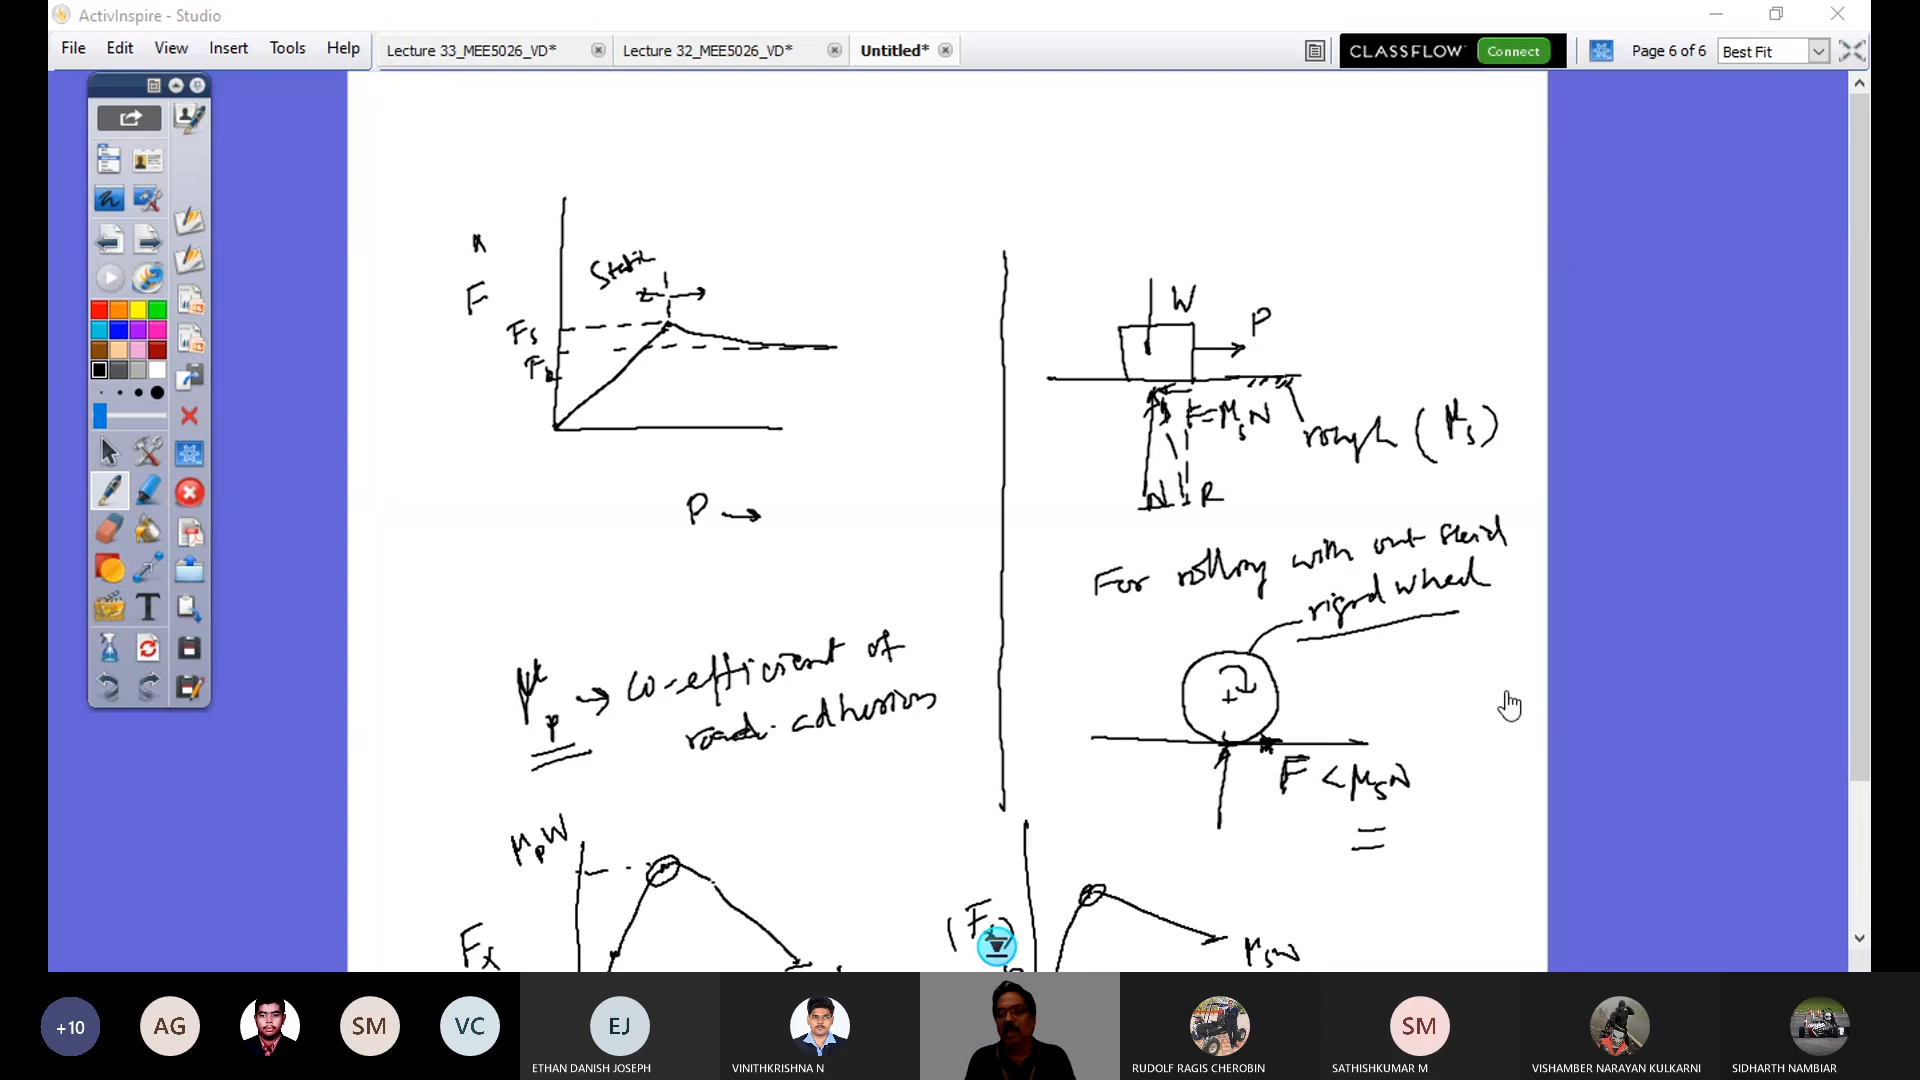 ActivInspire - Studio
File Edit View Insert Tools Help
Lecture 33_MEE5026_VD* Lecture 32_MEE5026_VD* Untitled*
CLASSFLOW Connect
Page 6 of 6 Best Fit
F
Static
Fs
Fk
P →
W
P
F=μsN
rough (μs)
N R
For rolling with out skid
rigid wheel
F < μsN
μp → co-efficient of
road adhesion
μpW
Fx
μsW
+10 AG SM VC EJ SM
ETHAN DANISH JOSEPH
VINITHKRISHNA N
RUDOLF RAGIS CHEROBIN
SATHISHKUMAR M
VISHAMBER NARAYAN KULKARNI
SIDHARTH NAMBIAR